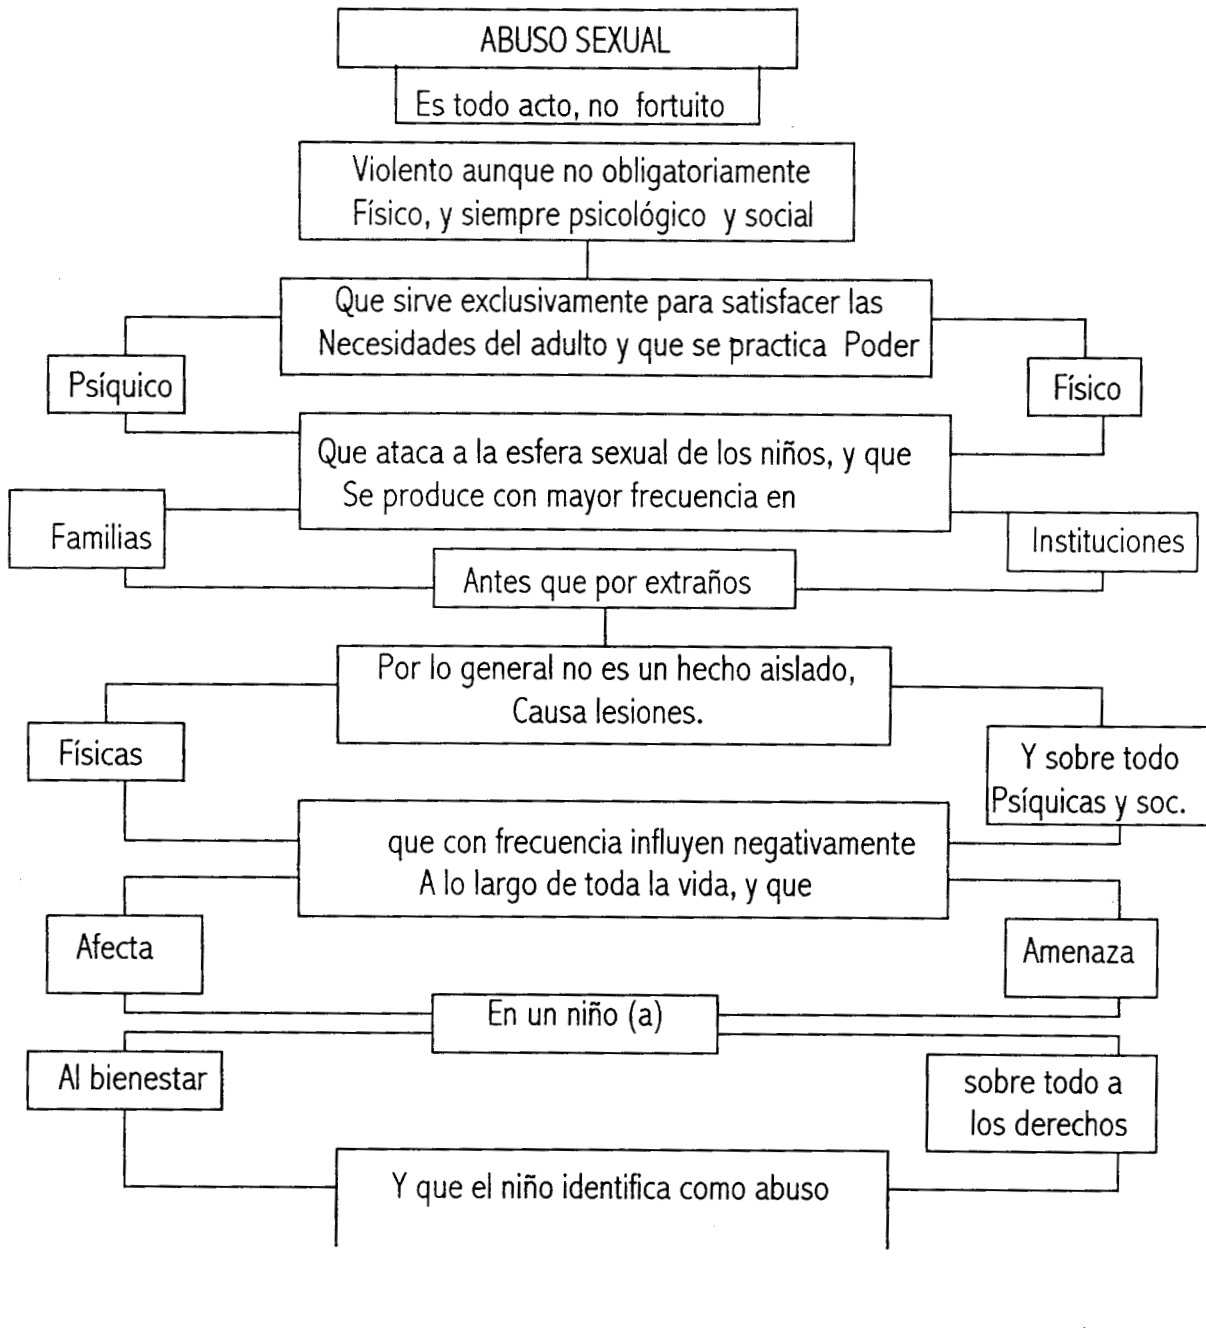 ABUSO SEXUAL
Es todo acto, no fortuito
Violento aunque no obligatoriamente
Físico, y siempre psicológico y social
Que sirve exclusivamente para satisfacer las
Necesidades del adulto y que se practica Poder
Psíquico
Físico
Que ataca a la esfera sexual de los niños, y que
Se produce con mayor frecuencia en
Familias
Instituciones
Antes que por extraños
Por lo general no es un hecho aislado,
Causa lesiones.
Físicas
Y sobre todo
Psíquicas y soc.
que con frecuencia influyen negativamente
A lo largo de toda la vida, y que
Afecta
Amenaza
En un niño (a)
Al bienestar
sobre todo a
los derechos
Y que el niño identifica como abuso